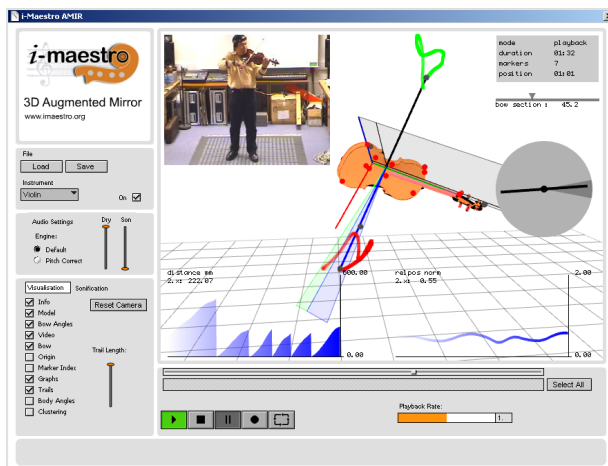 i-Maestro AMIR
i-maestro
3D Augmented Mirror
www.imaestro.org
File
Load
Save
Instrument
Violin
On
Audio Settings
Dry
Son
Engine:
Default
Pitch Correct
Visualisation
Sonification
Info
Model
Bow Angles
Video
Bow
Origin
Marker Index
Graphs
Trails
Body Angles
Clustering
Reset Camera
Trail Length:
mode playback
duration 01:32
markers 7
position 01:01
bow section : 45.2
distance mm
2.x: 222.07
600.00
0.00
relpos norm
2.x: 0.55
2.00
0.00
Select All
Playback Rate:
1.